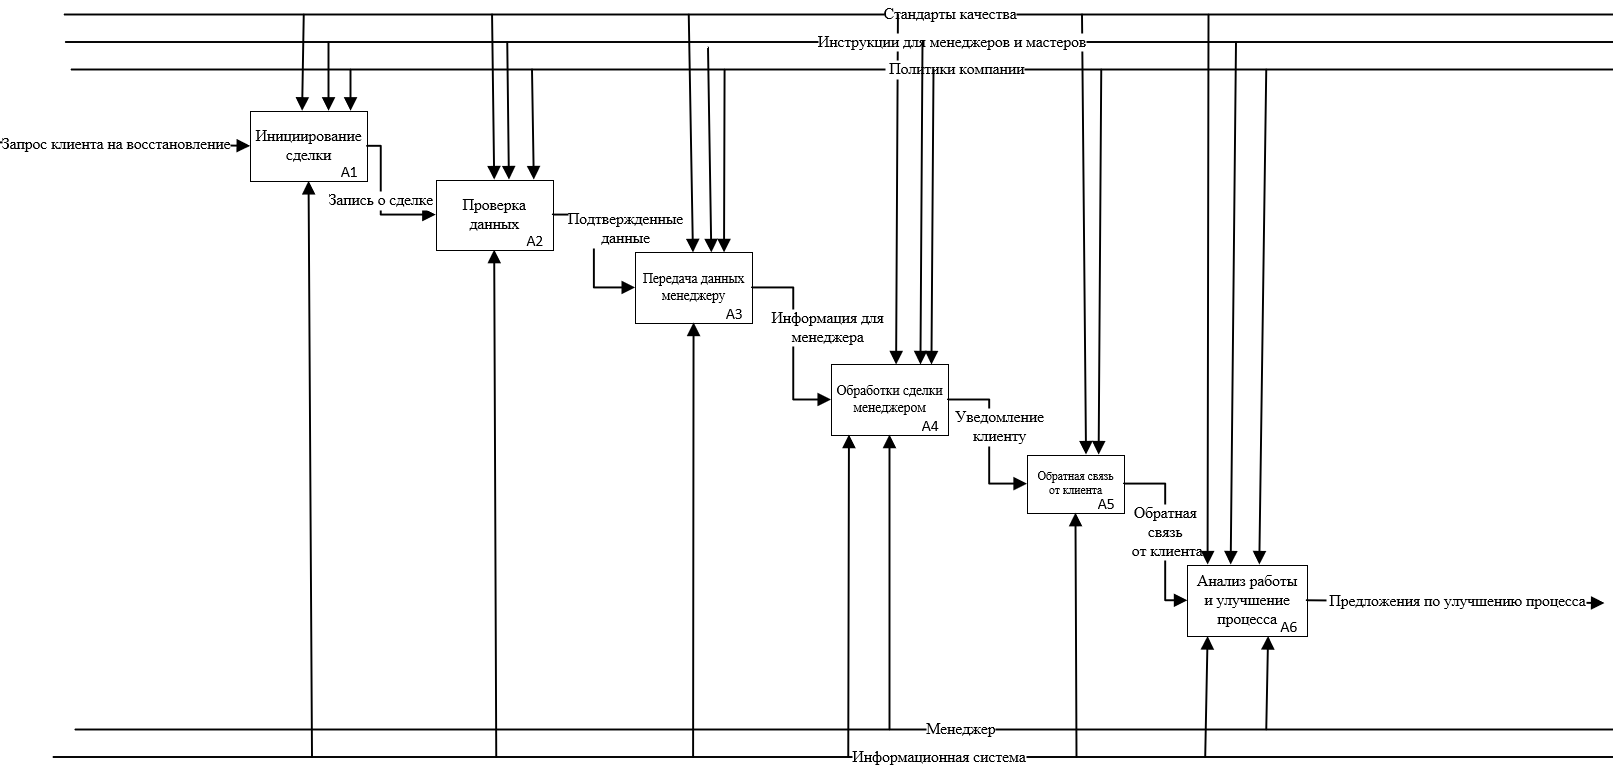 Стандарты качества
Инструкции для менеджеров и мастеров
Политики компании
Запрос клиента на восстановление
Инициирование
сделки
A1
Запись о сделке
Проверка
данных
A2
Подтвержденные
данные
Передача данных
менеджеру
A3
Информация для
менеджера
Обработки сделки
менеджером
A4
Уведомление
клиенту
Обратная связь
от клиента
A5
Обратная
связь
от клиента
Анализ работы
и улучшение
процесса
A6
Предложения по улучшению процесса
Менеджер
Информационная система